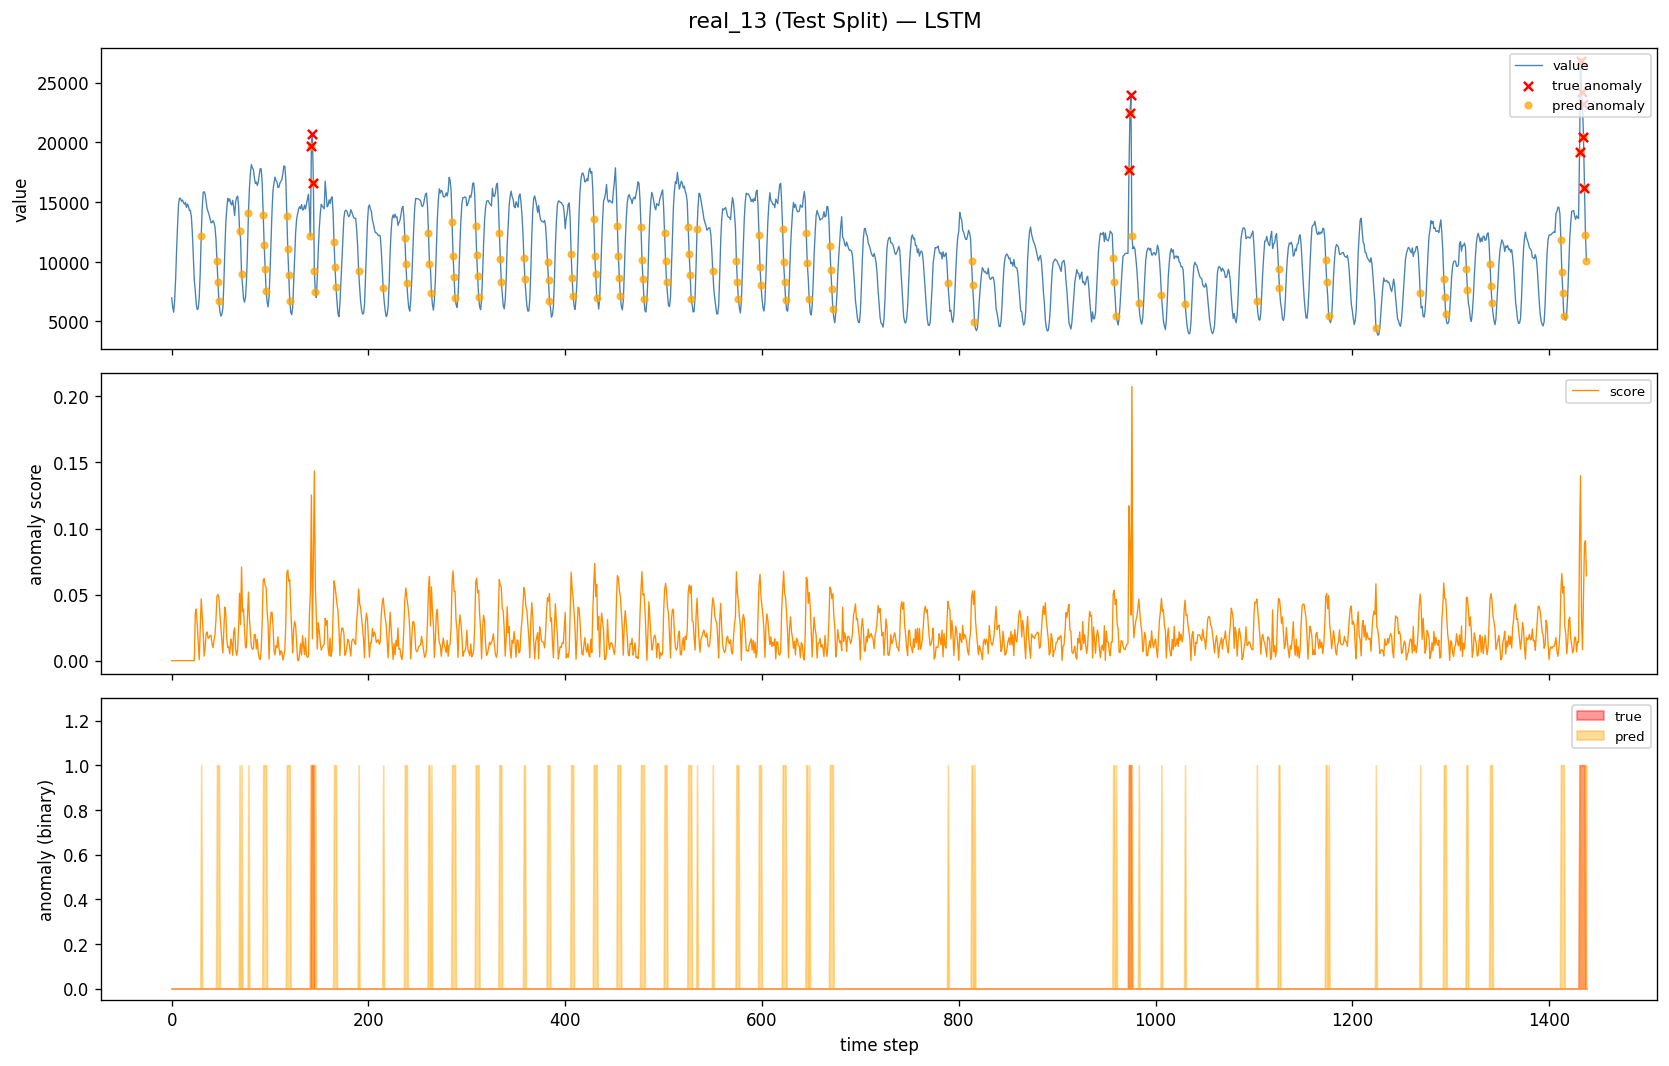 real_13 (Test Split) — LSTM
value
25000
20000
15000
10000
5000
value
true anomaly
pred anomaly
anomaly score
0.20
0.15
0.10
0.05
0.00
score
anomaly (binary)
1.2
1.0
0.8
0.6
0.4
0.2
0.0
true
pred
0 200 400 600 800 1000 1200 1400
time step